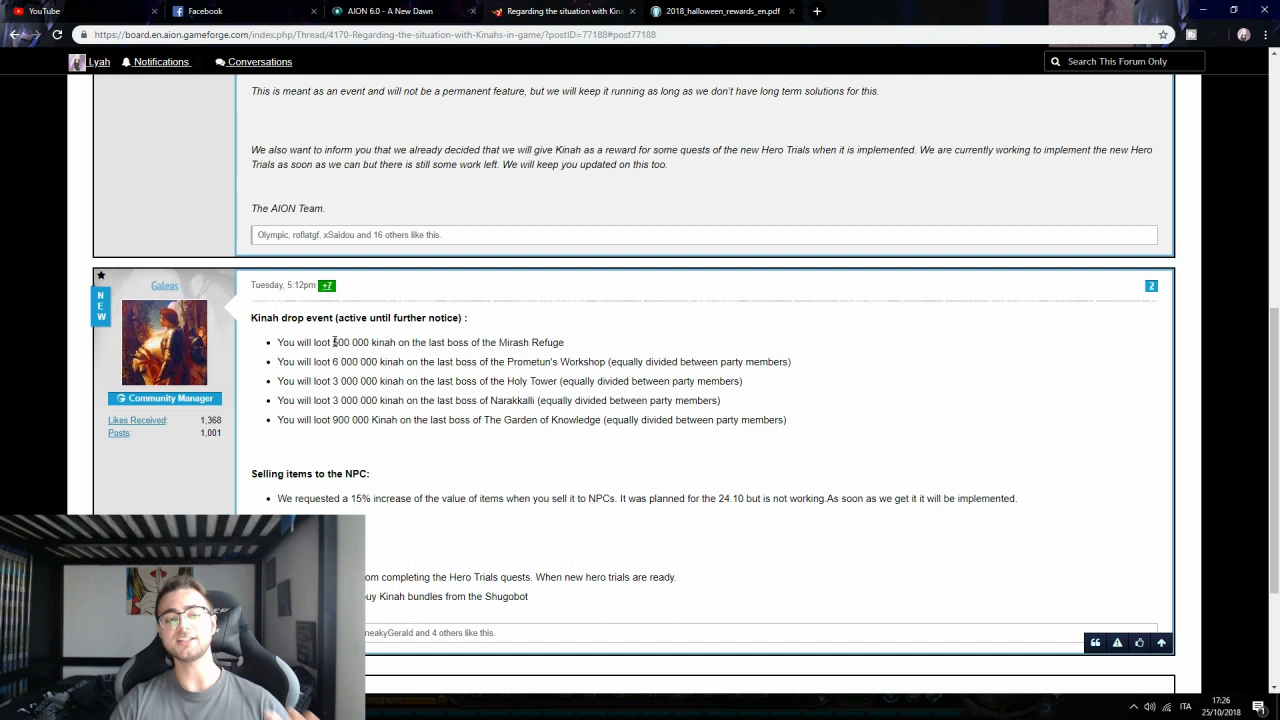 YouTube
Facebook
AION 6.0 - A New Dawn
Regarding the situation with Kin
2018_halloween_rewards_en.pdf
https://board.en.aion.gameforge.com/index.php/Thread/4170-Regarding-the-situation-with-Kinahs-in-game/?postID=77188#post77188
Lyah
Notifications
Conversations
Search This Forum Only
This is meant as an event and will not be a permanent feature, but we will keep it running as long as we don't have long term solutions for this.
We also want to inform you that we already decided that we will give Kinah as a reward for some quests of the new Hero Trials when it is implemented. We are currently working to implement the new Hero
Trials as soon as we can but there is still some work left. We will keep you updated on this too.
The AION Team.
Olympic, roflatgf, xSaidou and 16 others like this.
Galeas
NEW
Community Manager
Likes Received: 1,368
Posts: 1,001
Tuesday, 5:12pm +7
2
Kinah drop event (active until further notice) :
You will loot 500 000 kinah on the last boss of the Mirash Refuge
You will loot 6 000 000 kinah on the last boss of the Prometun's Workshop (equally divided between party members)
You will loot 3 000 000 kinah on the last boss of the Holy Tower (equally divided between party members)
You will loot 3 000 000 kinah on the last boss of Narakkalli (equally divided between party members)
You will loot 900 000 Kinah on the last boss of The Garden of Knowledge (equally divided between party members)
Selling items to the NPC:
We requested a 15% increase of the value of items when you sell it to NPCs. It was planned for the 24.10 but is not working.As soon as we get it it will be implemented.
om completing the Hero Trials quests. When new hero trials are ready.
uy Kinah bundles from the Shugobot
neakyGerald and 4 others like this.
ITA
17:26
25/10/2018